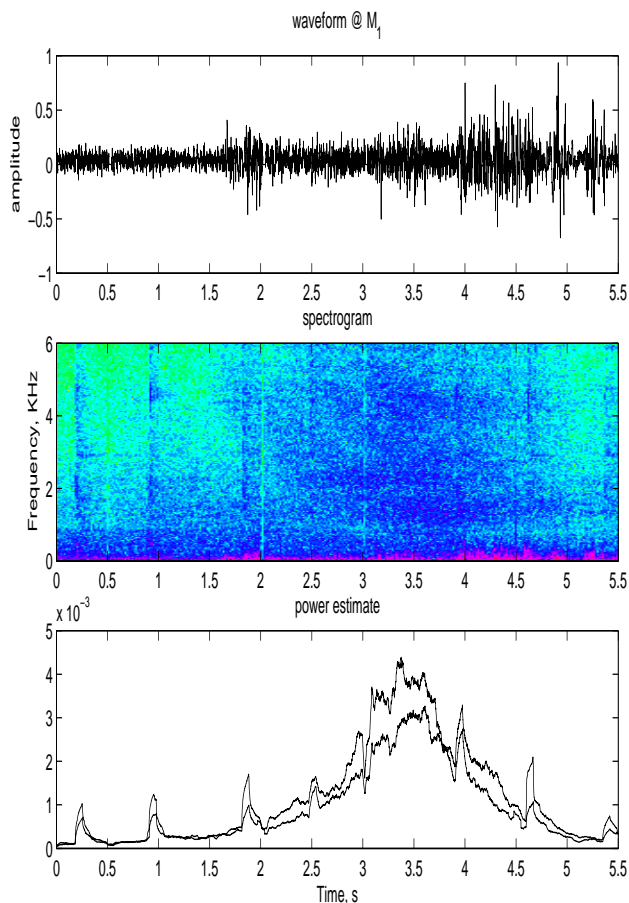 waveform @ M1
1
0.5
0
−0.5
−1
amplitude
0 0.5 1 1.5 2 2.5 3 3.5 4 4.5 5 5.5
spectrogram
6
4
2
0
Frequency, KHz
0 0.5 1 1.5 2 2.5 3 3.5 4 4.5 5 5.5
power estimate
x 10−3
5
4
3
2
1
0
0 0.5 1 1.5 2 2.5 3 3.5 4 4.5 5 5.5
Time, s